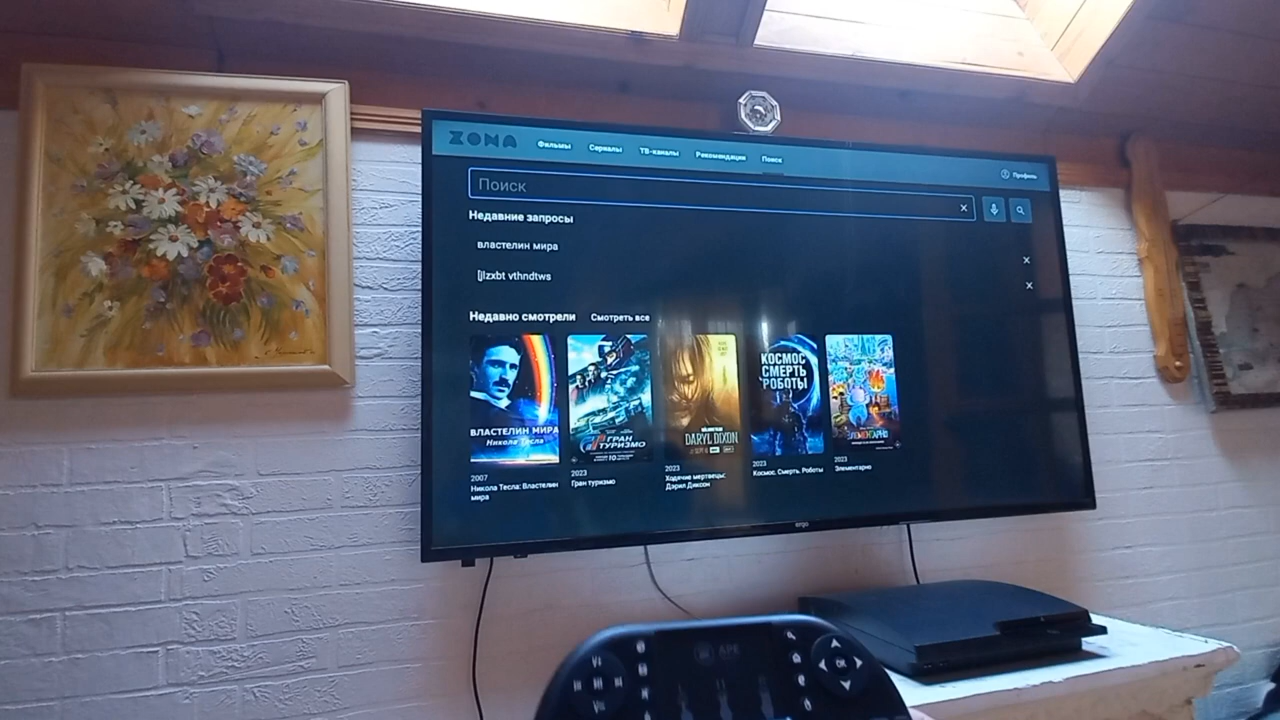 ZONA Фильмы Сериалы ТВ-каналы Рекомендации Поиск Профиль
Поиск
Недавние запросы
властелин мира
[jlzxbt vthndtws
Недавно смотрели Смотреть все
ВЛАСТЕЛИН МИРА
Никола Тесла
ГРАН
ТУРИЗМО
DARYL DIXON
КОСМОС
СМЕРТЬ
РОБОТЫ
ЭЛЕМЕНТАРНО
2007
Никола Тесла: Властелин
мира
2023
Гран туризмо
2023
Ходячие мертвецы:
Дэрил Диксон
2023
Космос. Смерть. Роботы
2023
Элементарно
ergo
OK